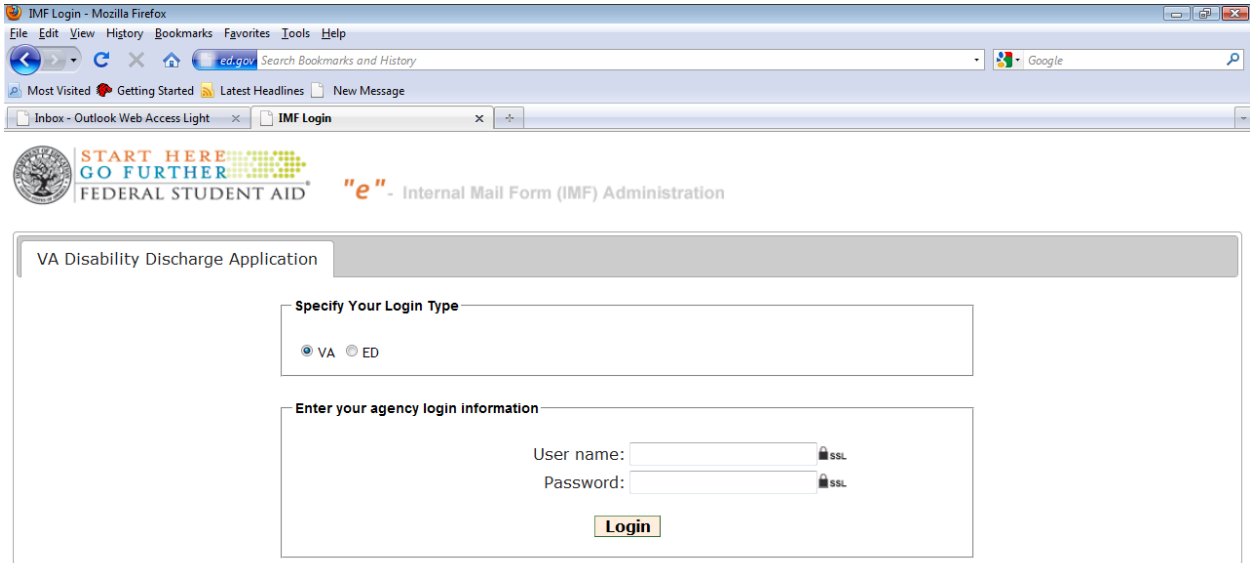 IMF Login - Mozilla Firefox
File Edit View History Bookmarks Favorites Tools Help
ed.gov Search Bookmarks and History
Google
Most Visited Getting Started Latest Headlines New Message
Inbox - Outlook Web Access Light IMF Login
START HERE
GO FURTHER
FEDERAL STUDENT AID
"e"- Internal Mail Form (IMF) Administration
VA Disability Discharge Application
Specify Your Login Type
VA ED
Enter your agency login information
User name: SSL
Password: SSL
Login